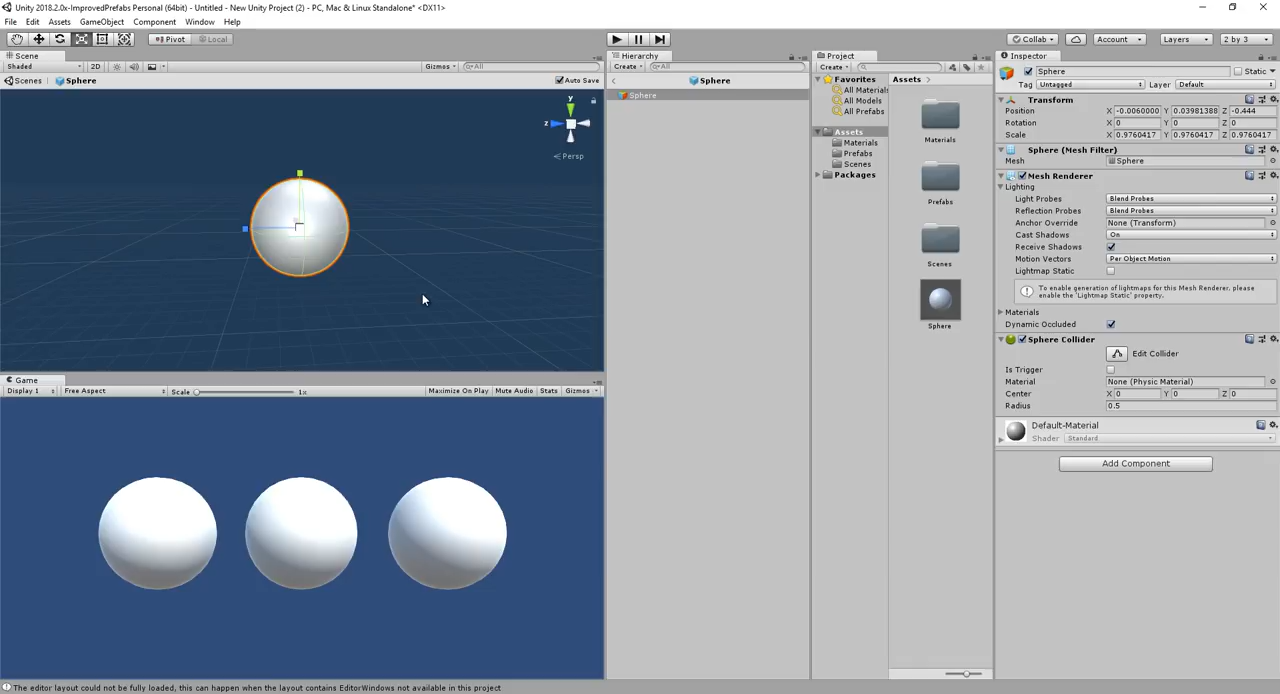 Unity 2018.2.0x-ImprovedPrefabs Personal (64bit) - Untitled - New Unity Project (2) - PC, Mac & Linux Standalone* <DX11>
File Edit Assets GameObject Component Window Help
Pivot Local Collab Account Layers 2 by 3
Scene
Shaded 2D Gizmos All
Scenes Sphere Auto Save
y
z
Persp
Game
Display 1 Free Aspect Scale 1x Maximize On Play Mute Audio Stats Gizmos
Hierarchy
Create All
Sphere
Sphere
Project
Create
Favorites
All Materials
All Models
All Prefabs
Assets
Materials
Prefabs
Scenes
Packages
Assets
Materials
Prefabs
Scenes
Sphere
Inspector
Sphere Static
Tag Untagged Layer Default
Transform
Position X -0.0060000 Y 0.03981388 Z -0.444
Rotation X 0 Y 0 Z 0
Scale X 0.9760417 Y 0.9760417 Z 0.9760417
Sphere (Mesh Filter)
Mesh Sphere
Mesh Renderer
Lighting
Light Probes Blend Probes
Reflection Probes Blend Probes
Anchor Override None (Transform)
Cast Shadows On
Receive Shadows
Motion Vectors Per Object Motion
Lightmap Static
To enable generation of lightmaps for this Mesh Renderer, please
enable the 'Lightmap Static' property.
Materials
Dynamic Occluded
Sphere Collider
Edit Collider
Is Trigger
Material None (Physic Material)
Center X 0 Y 0 Z 0
Radius 0.5
Default-Material
Shader Standard
Add Component
The editor layout could not be fully loaded, this can happen when the layout contains EditorWindows not available in this project